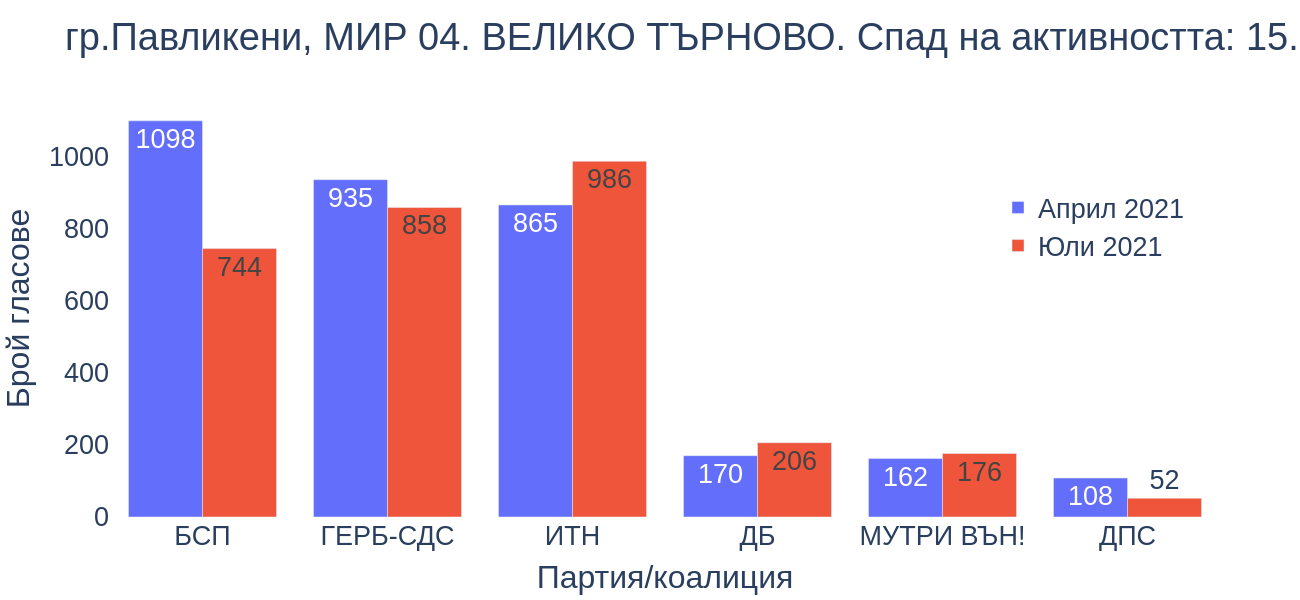 гр.Павликени, МИР 04. ВЕЛИКО ТЪРНОВО. Спад на активността: 15.
1098
1000
935
865
986
858
744
800
600
400
200
0
170
206
162
176
108
52
Април 2021
Юли 2021
Брой гласове
БСП
ГЕРБ-СДС
ИТН
ДБ
МУТРИ ВЪН!
ДПС
Партия/коалиция